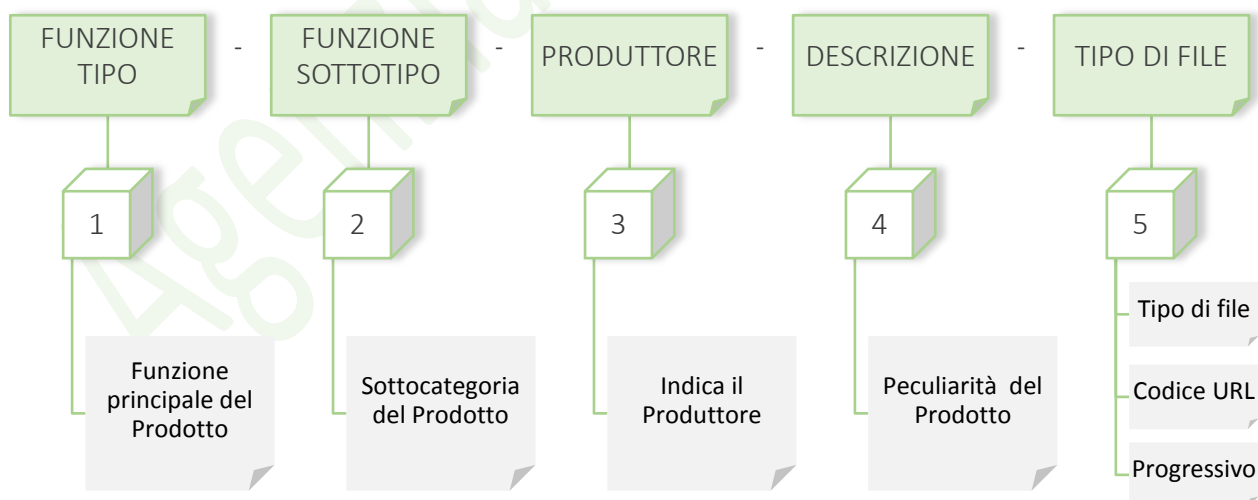 FUNZIONE
TIPO
-
FUNZIONE
SOTTOTIPO
-
PRODUTTORE
-
DESCRIZIONE
-
TIPO DI FILE
1
2
3
4
5
Funzione
principale del
Prodotto
Sottocategoria
del Prodotto
Indica il
Produttore
Peculiarità del
Prodotto
Tipo di file
Codice URL
Progressivo